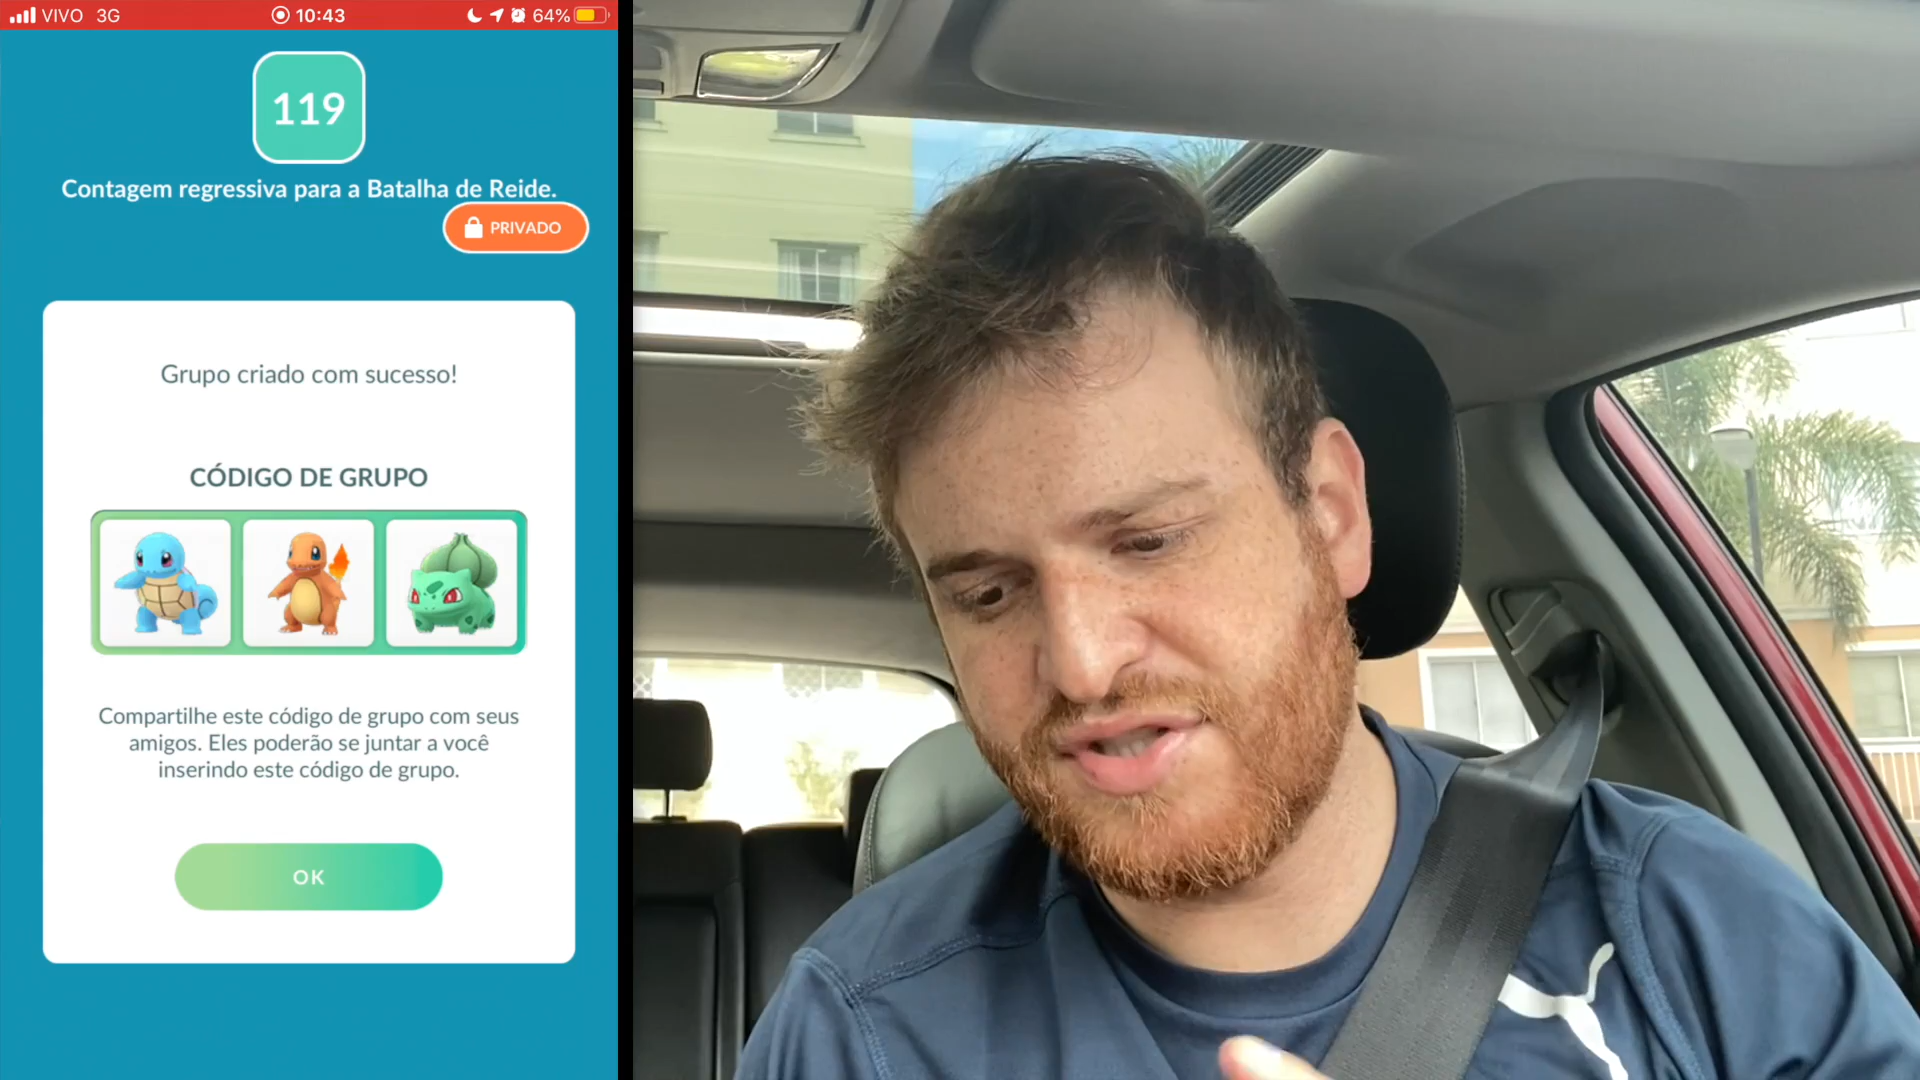 VIVO 3G 10:43 64%
119
Contagem regressiva para a Batalha de Reide.
PRIVADO
Grupo criado com sucesso!
CÓDIGO DE GRUPO
Compartilhe este código de grupo com seus
amigos. Eles poderão se juntar a você
inserindo este código de grupo.
OK